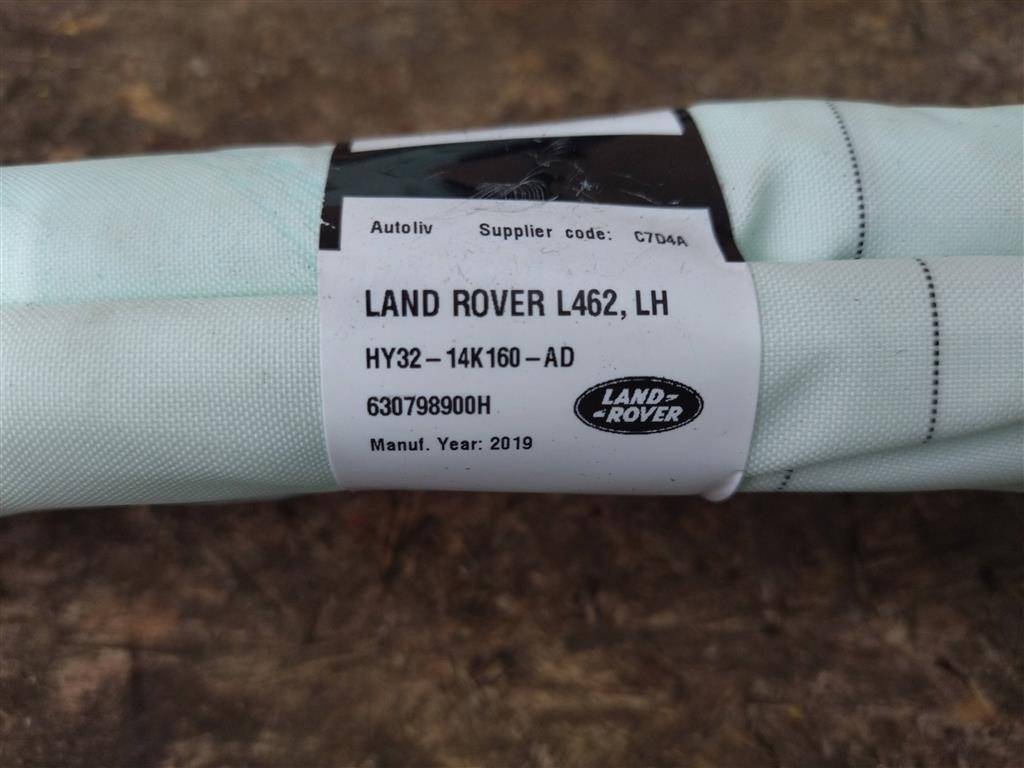 Autoliv Supplier code: C7D4A
LAND ROVER L462, LH
HY32-14K160-AD
630798900H
LAND
ROVER
Manuf. Year: 2019